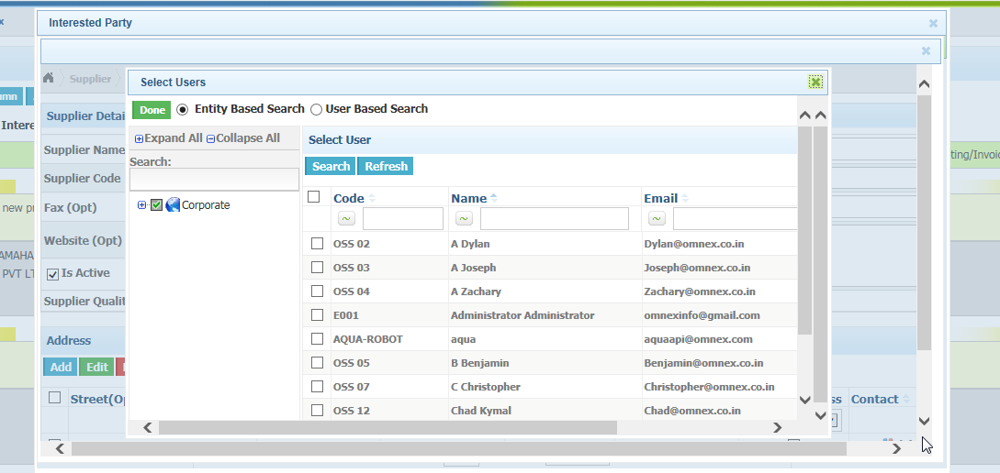 Interested Party
Supplier
Select Users
Done Entity Based Search User Based Search
Supplier Detai
Expand All Collapse All
Select User
Supplier Name
Search:
Search Refresh
Supplier Code
Code Name Email
Fax (Opt)
Corporate
~ ~ ~
Website (Opt)
OSS 02 A Dylan Dylan@omnex.co.in
OSS 03 A Joseph Joseph@omnex.co.in
Is Active
OSS 04 A Zachary Zachary@omnex.co.in
Supplier Qualit
E001 Administrator Administrator omnexinfo@gmail.com
Address
AQUA-ROBOT aqua aquaapi@omnex.com
Add Edit
OSS 05 B Benjamin Benjamin@omnex.co.in
OSS 07 C Christopher Christopher@omnex.co.in
Street(Op
ss Contact
OSS 12 Chad Kymal Chad@omnex.co.in
umn
Intere
ting/Invoic
new pr
AMAHA
PVT LT